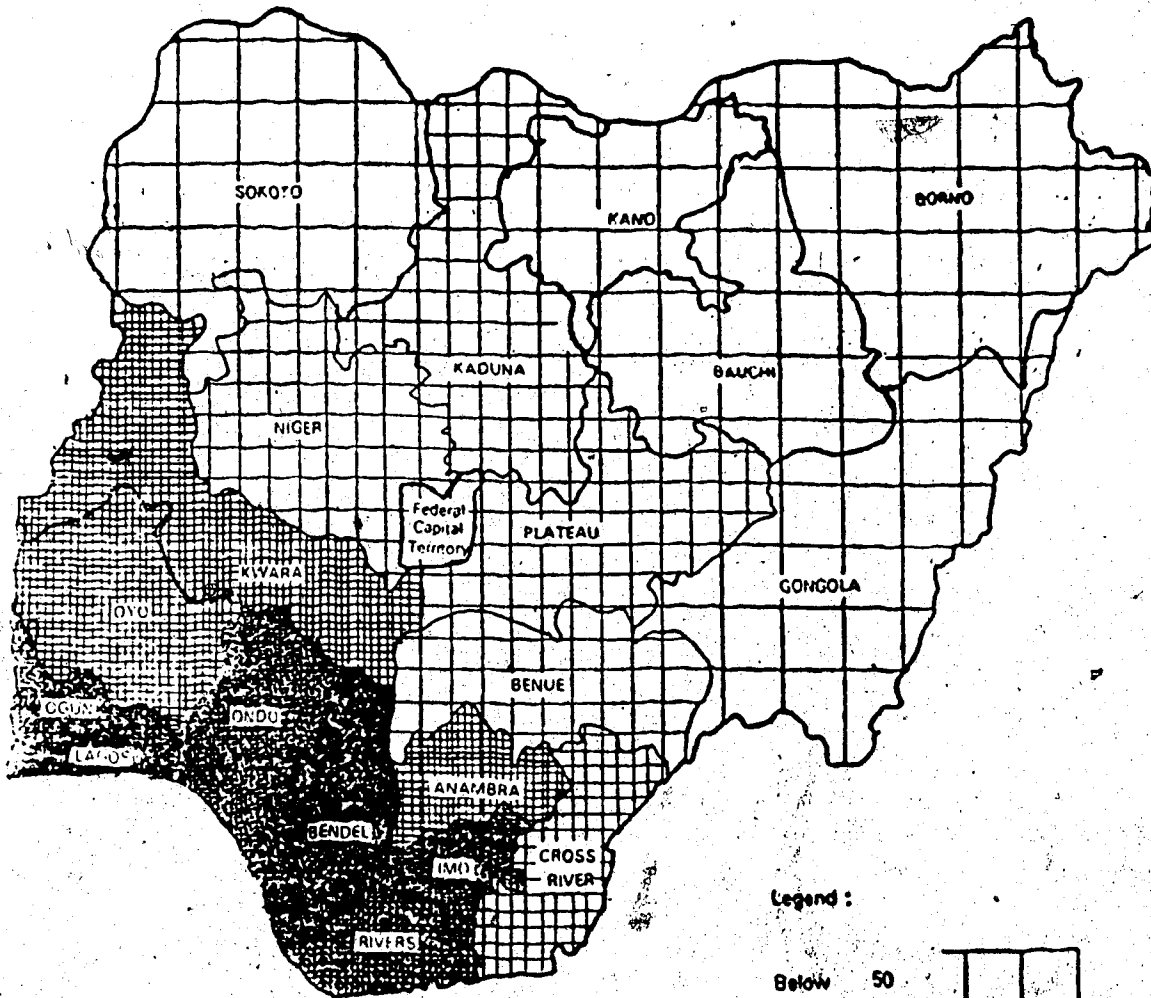 SOKOTO
KANO
BORNO
KADUNA
BAUCHI
NIGER
Federal
Capital
Territory
PLATEAU
KWARA
GONGOLA
OYO
BENUE
OGUN
ONDO
LAGOS
ANAMBRA
BENDEL
IMO
CROSS
RIVER
RIVERS
Legend :
Below 50